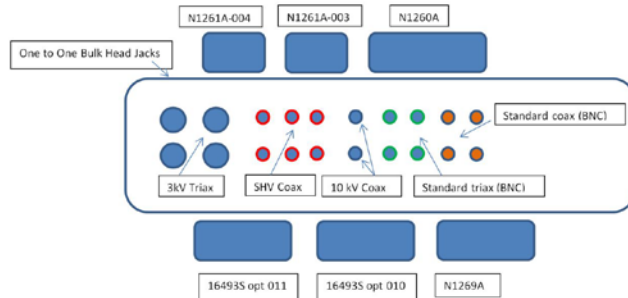 N1261A-004
N1261A-003
N1260A
One to One Bulk Head Jacks
Standard coax (BNC)
3kV Triax
SHV Coax
10 kV Coax
Standard triax (BNC)
16493S opt 011
16493S opt 010
N1269A